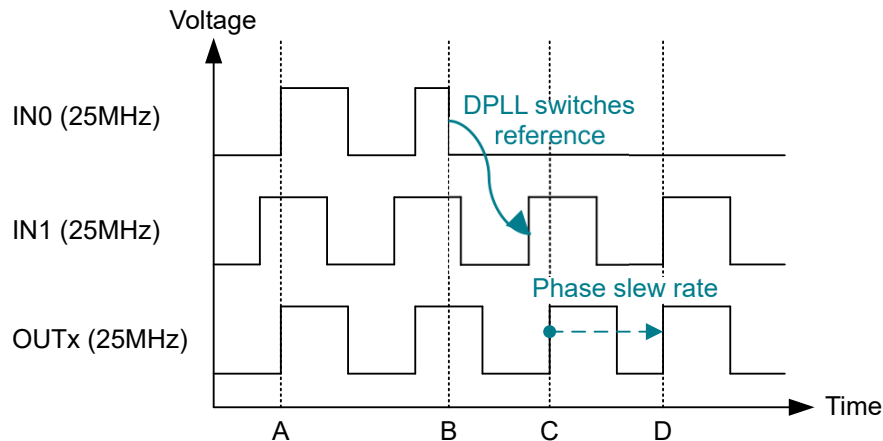 Voltage
IN0 (25MHz)
DPLL switches
reference
IN1 (25MHz)
Phase slew rate
OUTx (25MHz)
Time
A B C D